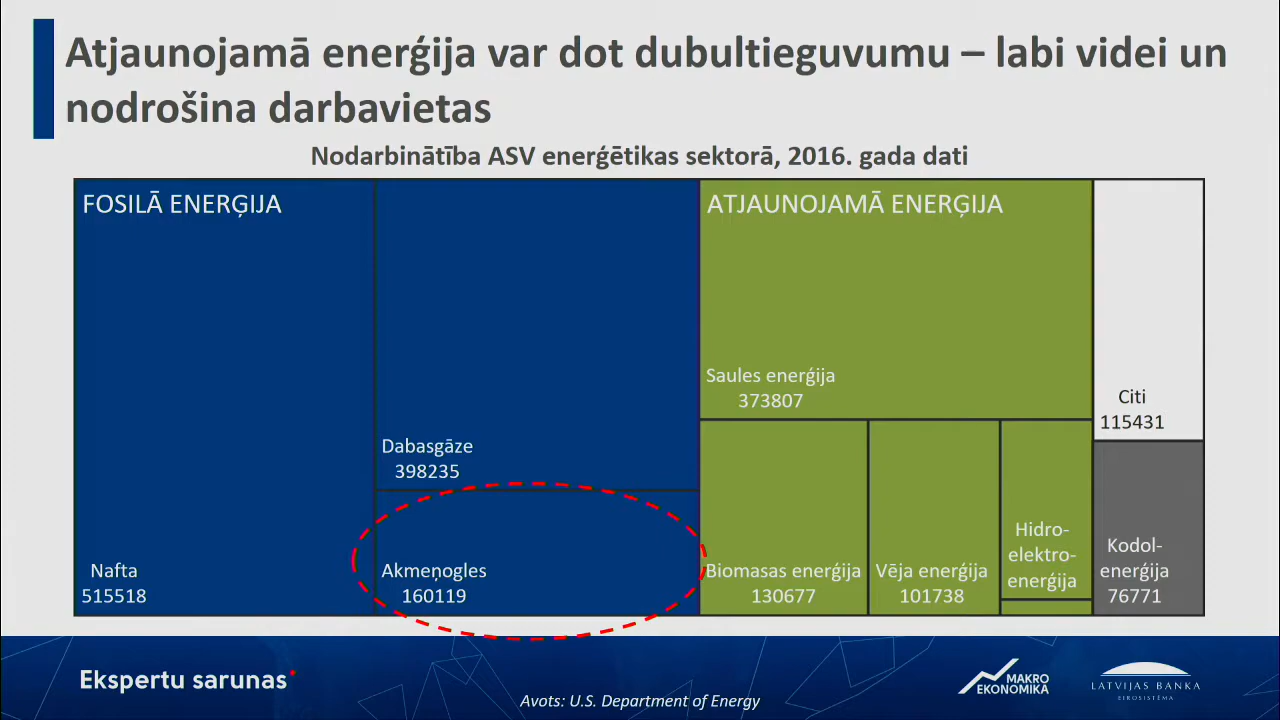 Atjaunojamā enerģija var dot dubultieguvumu – labi videi un
nodrošina darbavietas
Nodarbinātība ASV enerģētikas sektorā, 2016. gada dati
FOSILĀ ENERĢIJA
ATJAUNOJAMĀ ENERĢIJA
Saules enerģija
373807
Citi
115431
Dabasgāze
398235
Nafta
515518
Akmeņogles
160119
Biomasas enerģija
130677
Vēja enerģija
101738
Hidro-
elektro-
enerģija
Kodol-
enerģija
76771
Ekspertu sarunas
Avots: U.S. Department of Energy
MAKRO
EKONOMIKA
LATVIJAS BANKA
EIROSISTĒMA